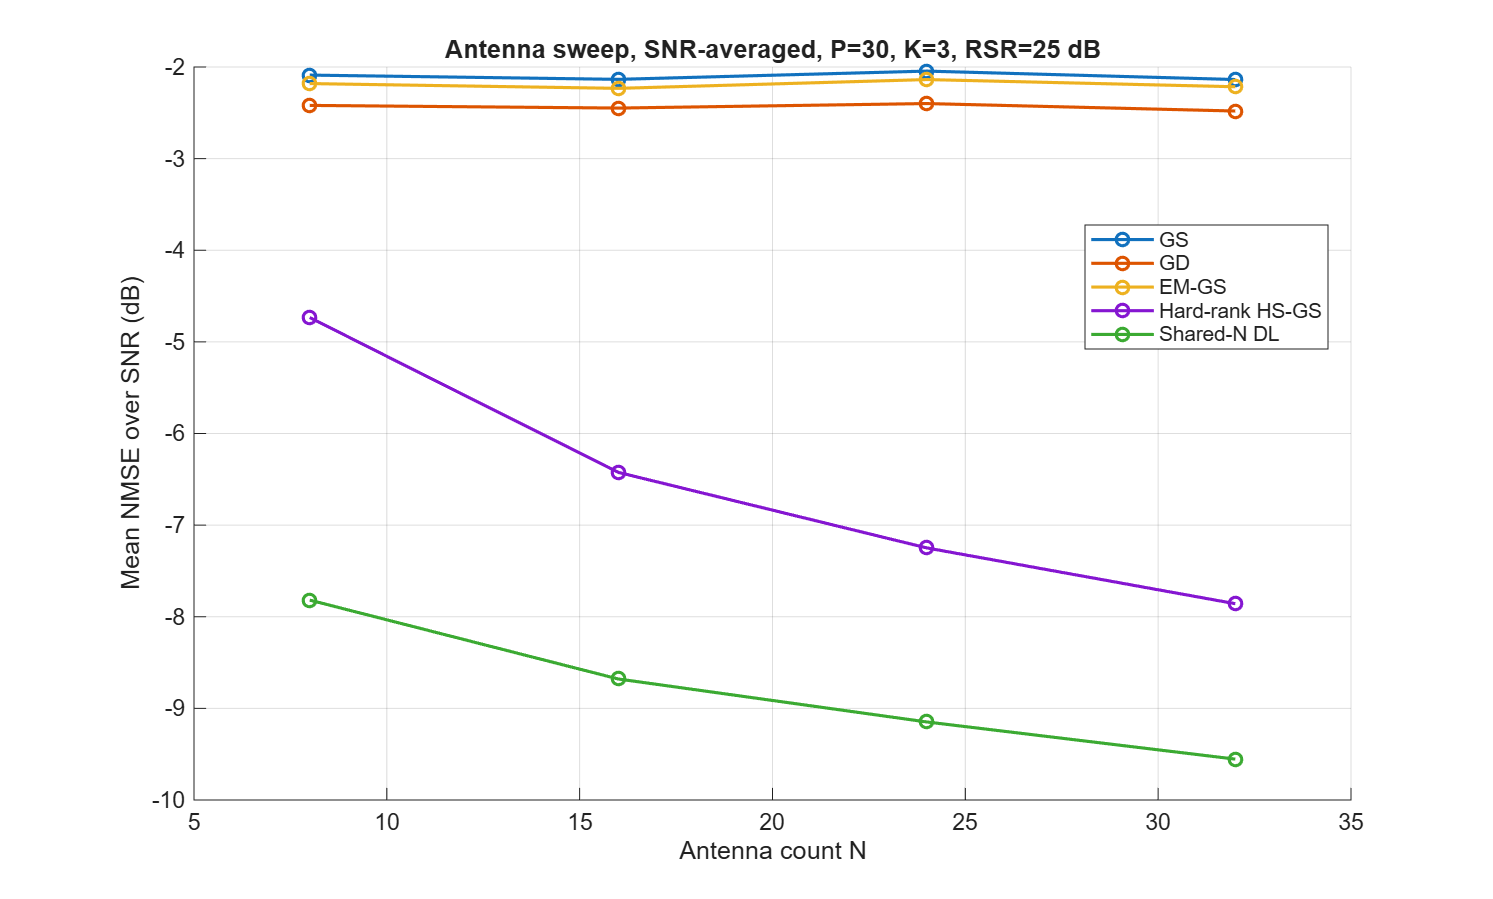 Antenna sweep, SNR-averaged, P=30, K=3, RSR=25 dB
Mean NMSE over SNR (dB)
-2
-3
-4
-5
-6
-7
-8
-9
-10
GS
GD
EM-GS
Hard-rank HS-GS
Shared-N DL
5 10 15 20 25 30 35
Antenna count N